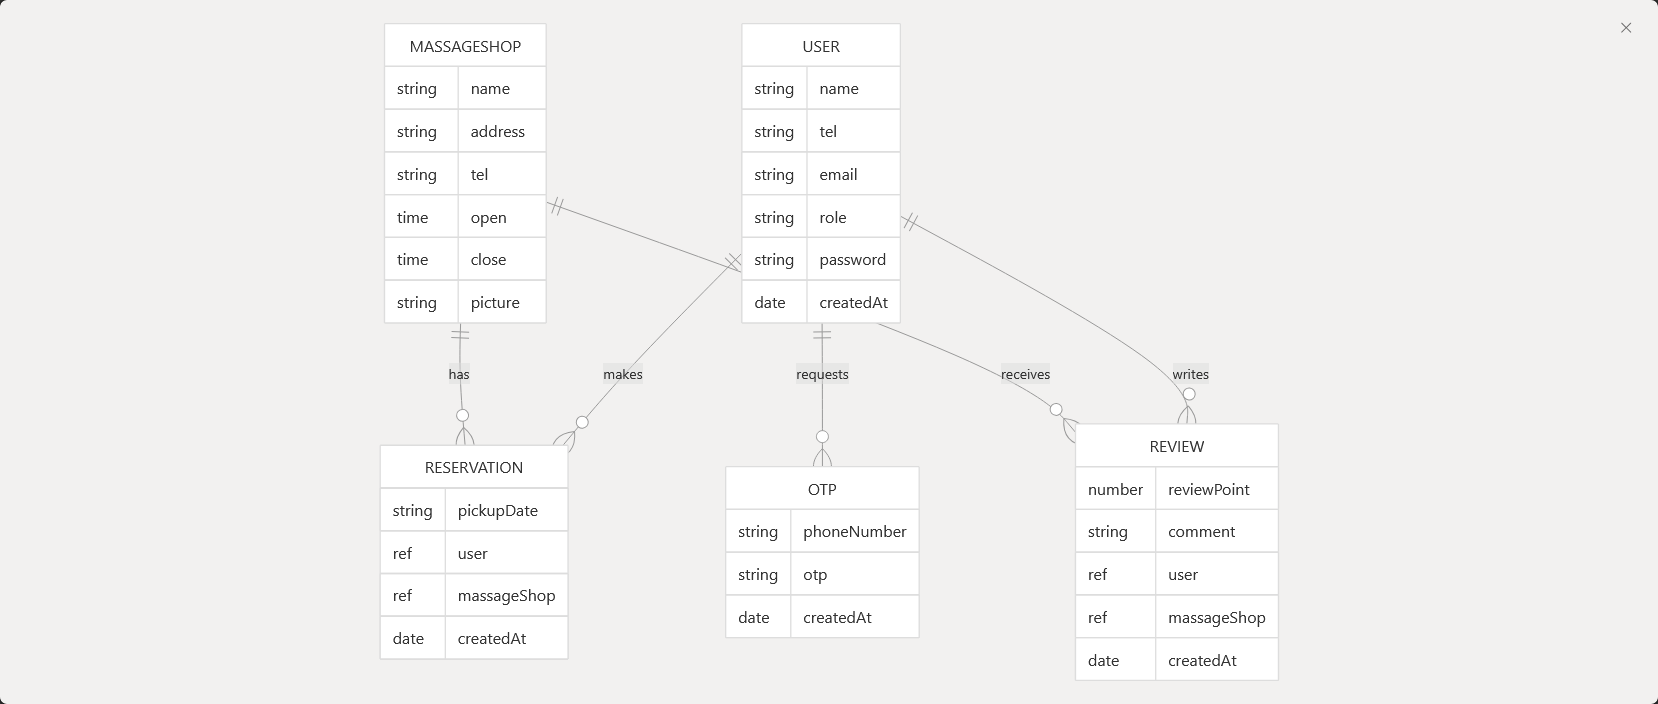 MASSAGESHOP
string name
string address
string tel
time open
time close
string picture
USER
string name
string tel
string email
string role
string password
date createdAt
has
makes
requests
receives
writes
RESERVATION
string pickupDate
ref user
ref massageShop
date createdAt
OTP
string phoneNumber
string otp
date createdAt
REVIEW
number reviewPoint
string comment
ref user
ref massageShop
date createdAt